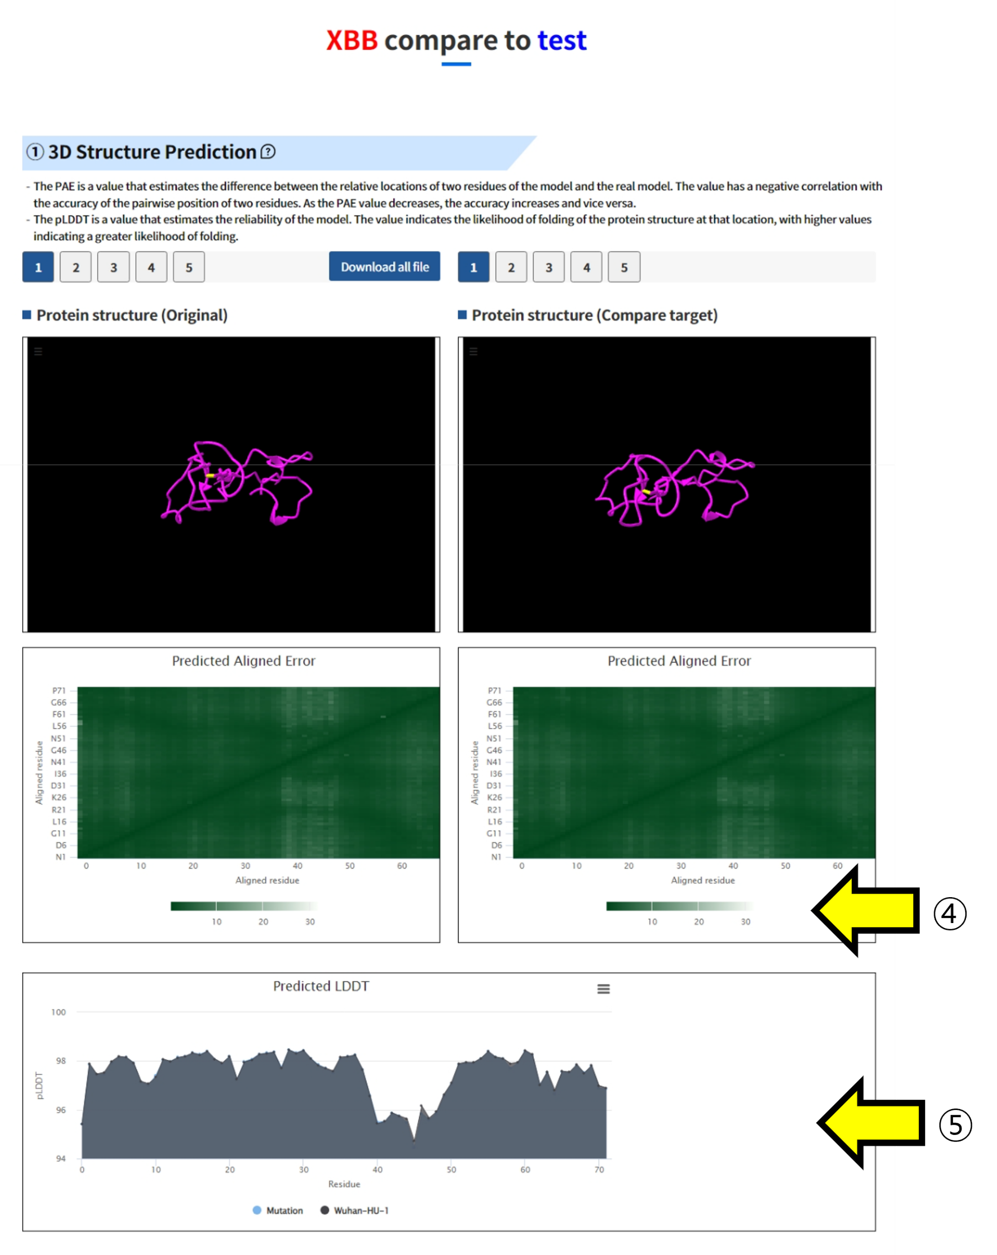 XBB compare to test
① 3D Structure Prediction ?
- The PAE is a value that estimates the difference between the relative locations of two residues of the model and the real model. The value has a negative correlation with
the accuracy of the pairwise position of two residues. As the PAE value decreases, the accuracy increases and vice versa.
- The pLDDT is a value that estimates the reliability of the model. The value indicates the likelihood of folding of the protein structure at that location, with higher values
indicating a greater likelihood of folding.
1 2 3 4 5 Download all file 1 2 3 4 5
Protein structure (Original)
Protein structure (Compare target)
Predicted Aligned Error
Aligned residue
P71
G66
F61
L56
N51
G46
N41
I36
D31
K26
R21
L16
G11
D6
N1
0 10 20 30 40 50 60
Aligned residue
10 20 30
Predicted Aligned Error
Aligned residue
P71
G66
F61
L56
N51
G46
N41
I36
D31
K26
R21
L16
G11
D6
N1
0 10 20 30 40 50 60
Aligned residue
10 20 30
④
Predicted LDDT
pLDDT
100
98
96
94
0 10 20 30 40 50 60 70
Residue
Mutation Wuhan-HU-1
⑤